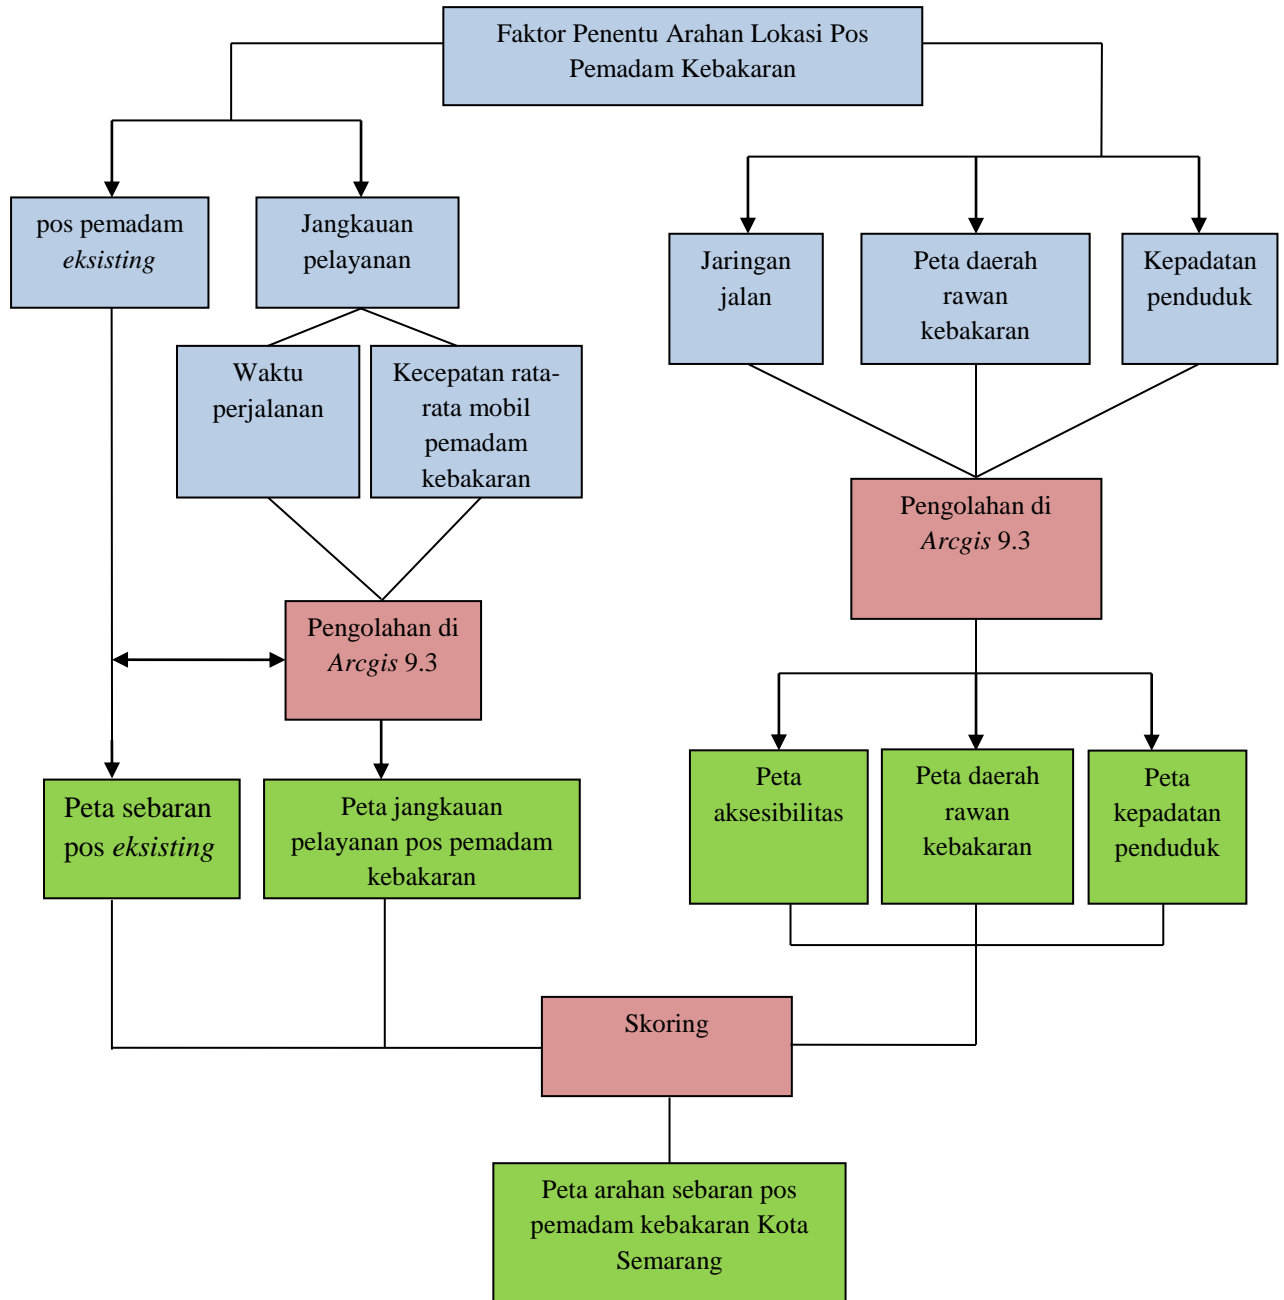 Faktor Penentu Arahan Lokasi Pos
Pemadam Kebakaran
pos pemadam
eksisting
Jangkauan
pelayanan
Jaringan
jalan
Peta daerah
rawan
kebakaran
Kepadatan
penduduk
Waktu
perjalanan
Kecepatan rata-
rata mobil
pemadam
kebakaran
Pengolahan di
Arcgis 9.3
Pengolahan di
Arcgis 9.3
Peta sebaran
pos eksisting
Peta jangkauan
pelayanan pos pemadam
kebakaran
Peta
aksesibilitas
Peta daerah
rawan
kebakaran
Peta
kepadatan
penduduk
Skoring
Peta arahan sebaran pos
pemadam kebakaran Kota
Semarang